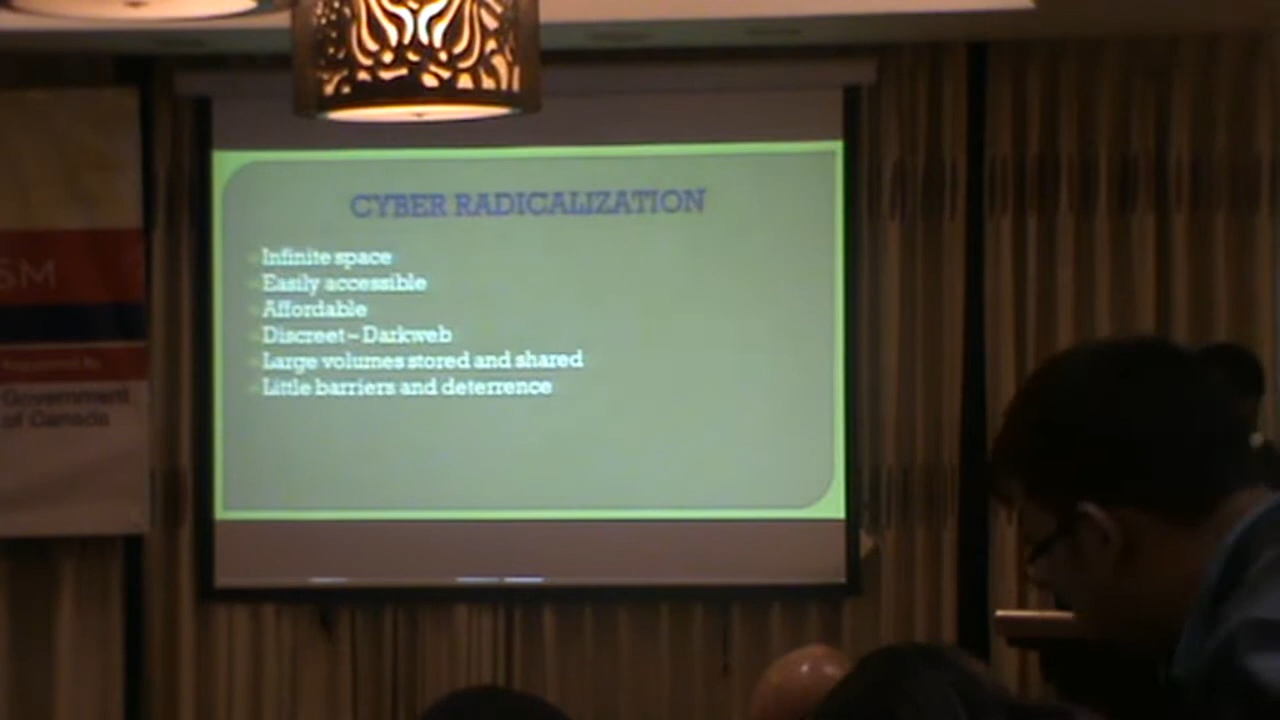 CYBER RADICALIZATION
Infinite space
Easily accessible
Affordable
Discreet – Darkweb
Large volumes stored and shared
Little barriers and deterrence
SM
Government
of Canada